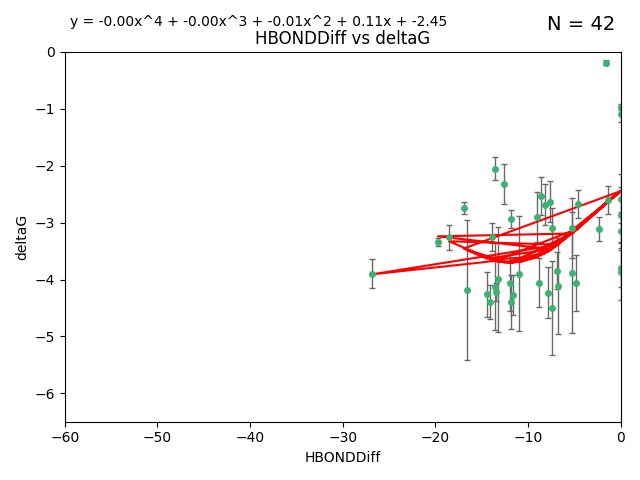 y = -0.00x^4 + -0.00x^3 + -0.01x^2 + 0.11x + -2.45
N = 42
HBONDDiff vs deltaG
0
−1
−2
−3
−4
−5
−6
deltaG
−60 −50 −40 −30 −20 −10 0
HBONDDiff